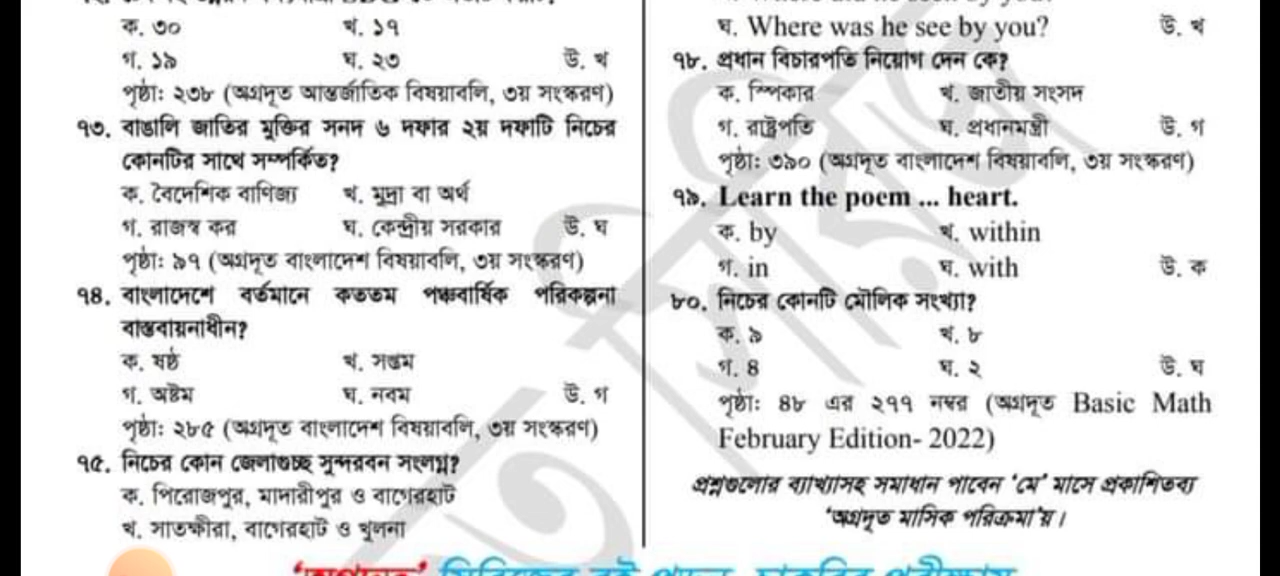 ক. ৩০ খ. ১৭
গ. ১৯ ঘ. ২৩ উ. খ
পৃষ্ঠা: ২৩৮ (অগ্রদূত আন্তর্জাতিক বিষয়াবলি, ৩য় সংস্করণ)
৭৩. বাঙালি জাতির মুক্তির সনদ ৬ দফার ২য় দফাটি নিচের
কোনটির সাথে সম্পর্কিত?
ক. বৈদেশিক বাণিজ্য খ. মুদ্রা বা অর্থ
গ. রাজস্ব কর ঘ. কেন্দ্রীয় সরকার উ. ঘ
পৃষ্ঠা: ৯৭ (অগ্রদূত বাংলাদেশ বিষয়াবলি, ৩য় সংস্করণ)
৭৪. বাংলাদেশে বর্তমানে কততম পঞ্চবার্ষিক পরিকল্পনা
বাস্তবায়নাধীন?
ক. ষষ্ঠ খ. সপ্তম
গ. অষ্টম ঘ. নবম উ. গ
পৃষ্ঠা: ২৮৫ (অগ্রদূত বাংলাদেশ বিষয়াবলি, ৩য় সংস্করণ)
৭৫. নিচের কোন জেলাগুচ্ছ সুন্দরবন সংলগ্ন?
ক. পিরোজপুর, মাদারীপুর ও বাগেরহাট
খ. সাতক্ষীরা, বাগেরহাট ও খুলনা
ঘ. Where was he see by you? উ. খ
৭৮. প্রধান বিচারপতি নিয়োগ দেন কে?
ক. স্পিকার খ. জাতীয় সংসদ
গ. রাষ্ট্রপতি ঘ. প্রধানমন্ত্রী উ. গ
পৃষ্ঠা: ৩৯০ (অগ্রদূত বাংলাদেশ বিষয়াবলি, ৩য় সংস্করণ)
৭৯. Learn the poem ... heart.
ক. by খ. within
গ. in ঘ. with উ. ক
৮০. নিচের কোনটি মৌলিক সংখ্যা?
ক. ৯ খ. ৮
গ. ৪ ঘ. ২ উ. ঘ
পৃষ্ঠা: ৪৮ এর ২৭৭ নম্বর (অগ্রদূত Basic Math
February Edition- 2022)
প্রশ্নগুলোর ব্যাখ্যাসহ সমাধান পাবেন ‘মে’ মাসে প্রকাশিতব্য
‘অগ্রদূত মাসিক পরিক্রমা’য়।